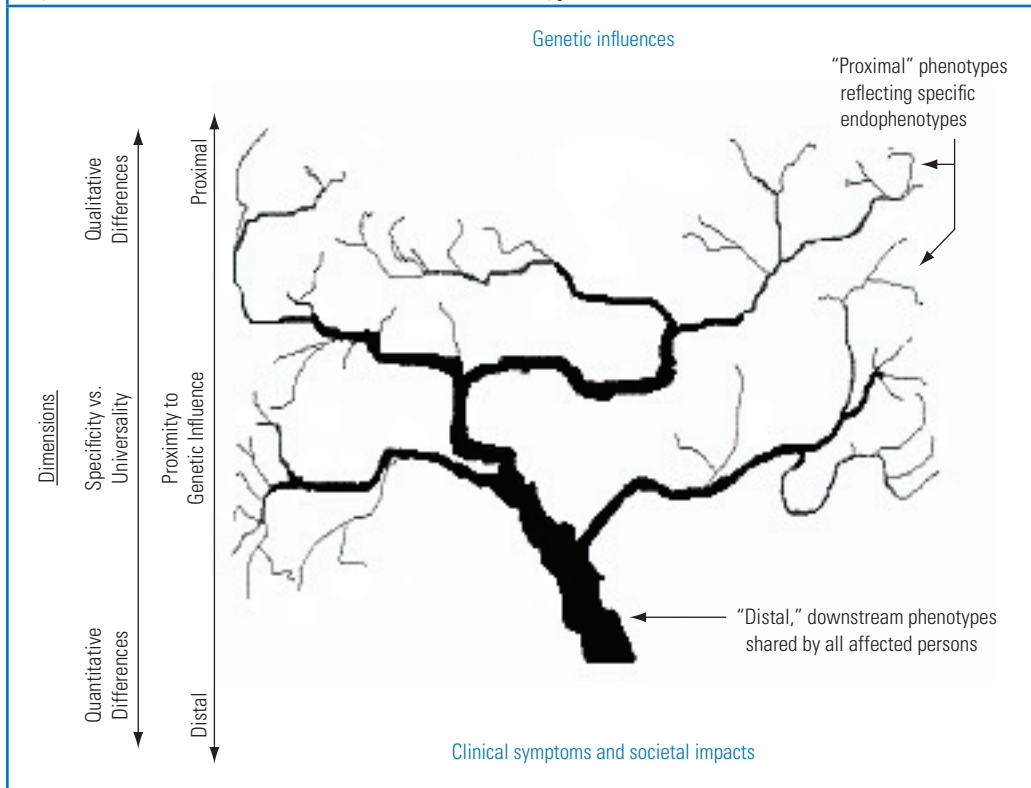 Genetic influences
“Proximal” phenotypes
reflecting specific
endophenotypes
Dimensions
Qualitative
Differences
Specificity vs.
Universality
Quantitative
Differences
Proximal
Proximity to
Genetic Influence
Distal
“Distal,” downstream phenotypes
shared by all affected persons
Clinical symptoms and societal impacts